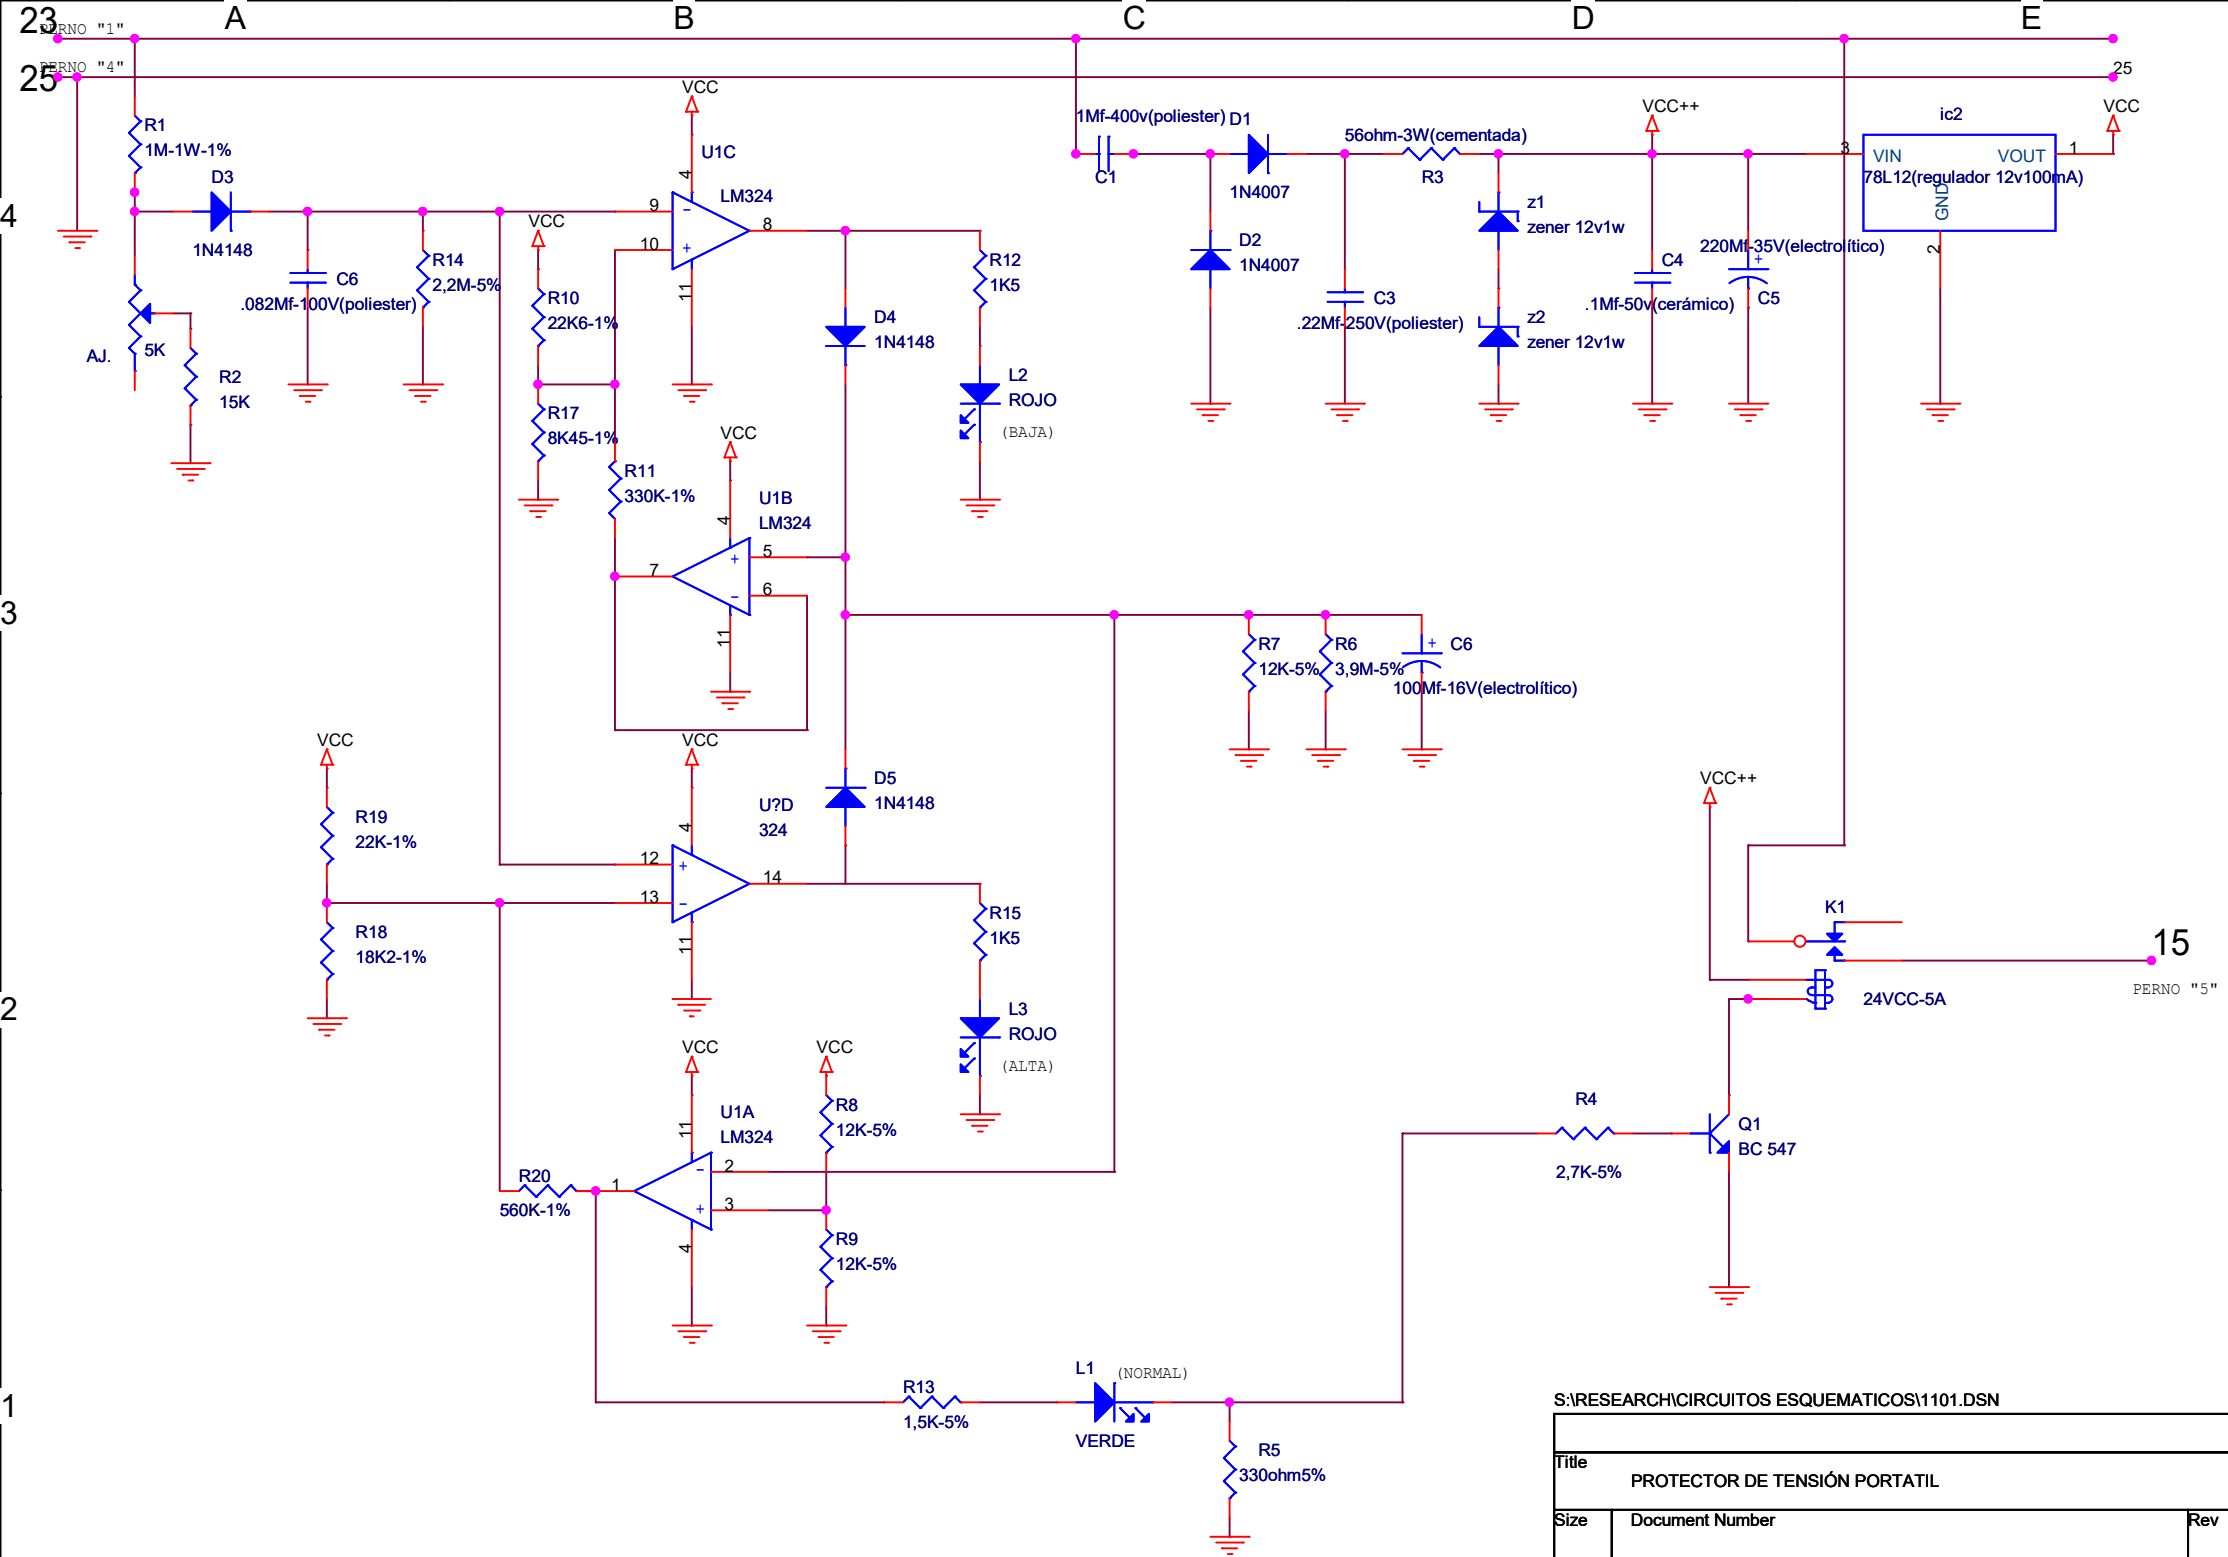 A
B
C
D
E
23
PERNO "1"
25
PERNO "4"
25
VCC
R1
1M-1W-1%
D3
1N4148
4
U1C
LM324
4
9
10
8
11
VCC
R10
22K6-1%
R17
8K45-1%
C6
.082Mf-100V(poliester)
R14
2,2M-5%
AJ.
5K
R2
15K
R12
1K5
D4
1N4148
L2
ROJO
(BAJA)
1Mf-400v(poliester)
C1
D1
1N4007
D2
1N4007
56ohm-3W(cementada)
R3
C3
.22Mf-250V(poliester)
z1
zener 12v1w
z2
zener 12v1w
VCC++
C4
.1Mf-50v(cerámico)
220Mf-35V(electrolítico)
C5
ic2
3
VIN
VOUT
1
78L12(regulador 12v100mA)
GND
2
VCC
R11
330K-1%
VCC
U1B
LM324
4
5
6
7
11
3
R7
12K-5%
R6
3,9M-5%
C6
100Mf-16V(electrolítico)
VCC
R19
22K-1%
R18
18K2-1%
VCC
U?D
324
4
12
13
14
11
D5
1N4148
R15
1K5
L3
ROJO
(ALTA)
VCC++
K1
15
PERNO "5"
24VCC-5A
2
VCC
U1A
LM324
11
2
3
1
4
VCC
R8
12K-5%
R9
12K-5%
R20
560K-1%
R4
2,7K-5%
Q1
BC 547
1
R13
1,5K-5%
L1
(NORMAL)
VERDE
R5
330ohm5%
S:\RESEARCH\CIRCUITOS ESQUEMATICOS\1101.DSN
Title
PROTECTOR DE TENSIÓN PORTATIL
Size
Document Number
Rev